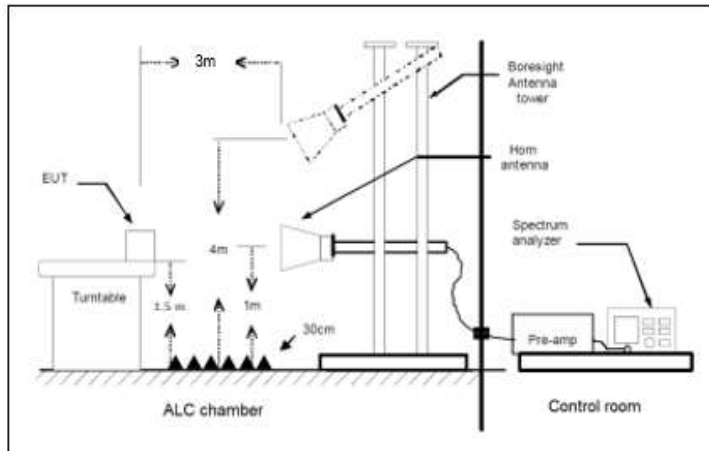 3m
Boresight
Antenna
tower
Horn
antenna
EUT
Spectrum
analyzer
4m
Turntable
1.5 m
1m
30cm
Pre-amp
ALC chamber
Control room